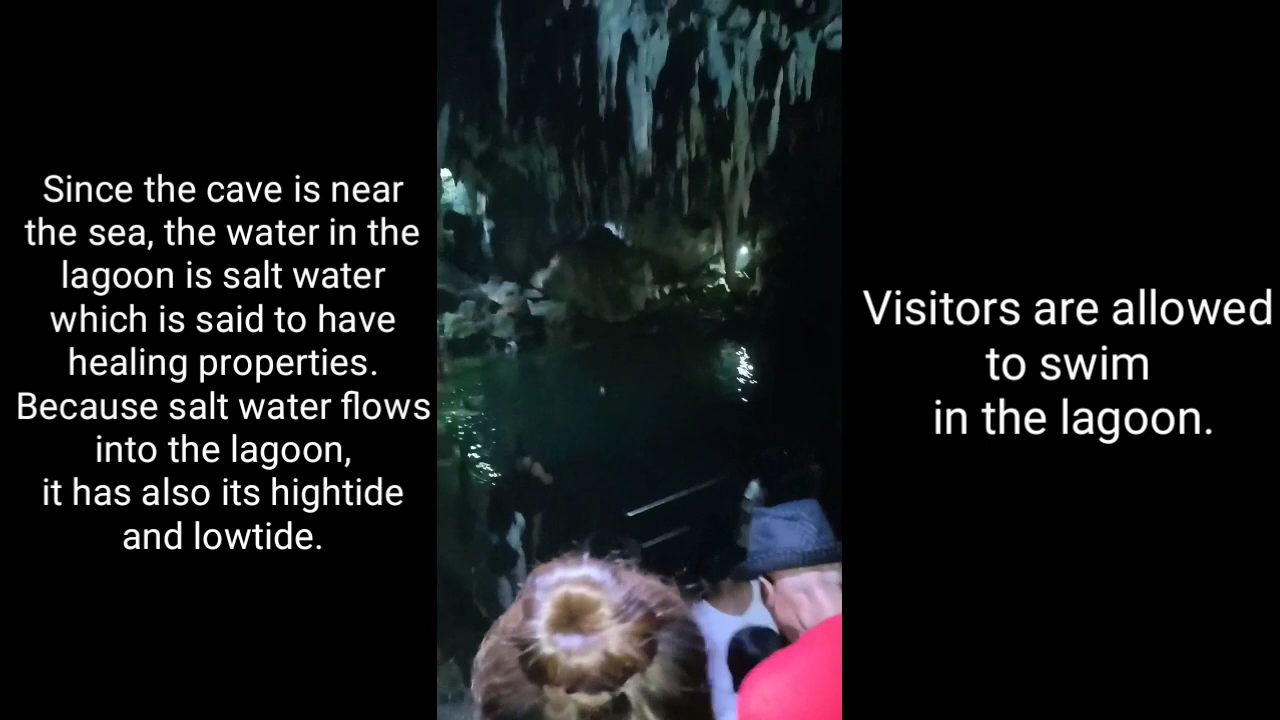 Since the cave is near
the sea, the water in the
lagoon is salt water
which is said to have
healing properties.
Because salt water flows
into the lagoon,
it has also its hightide
and lowtide.
Visitors are allowed
to swim
in the lagoon.